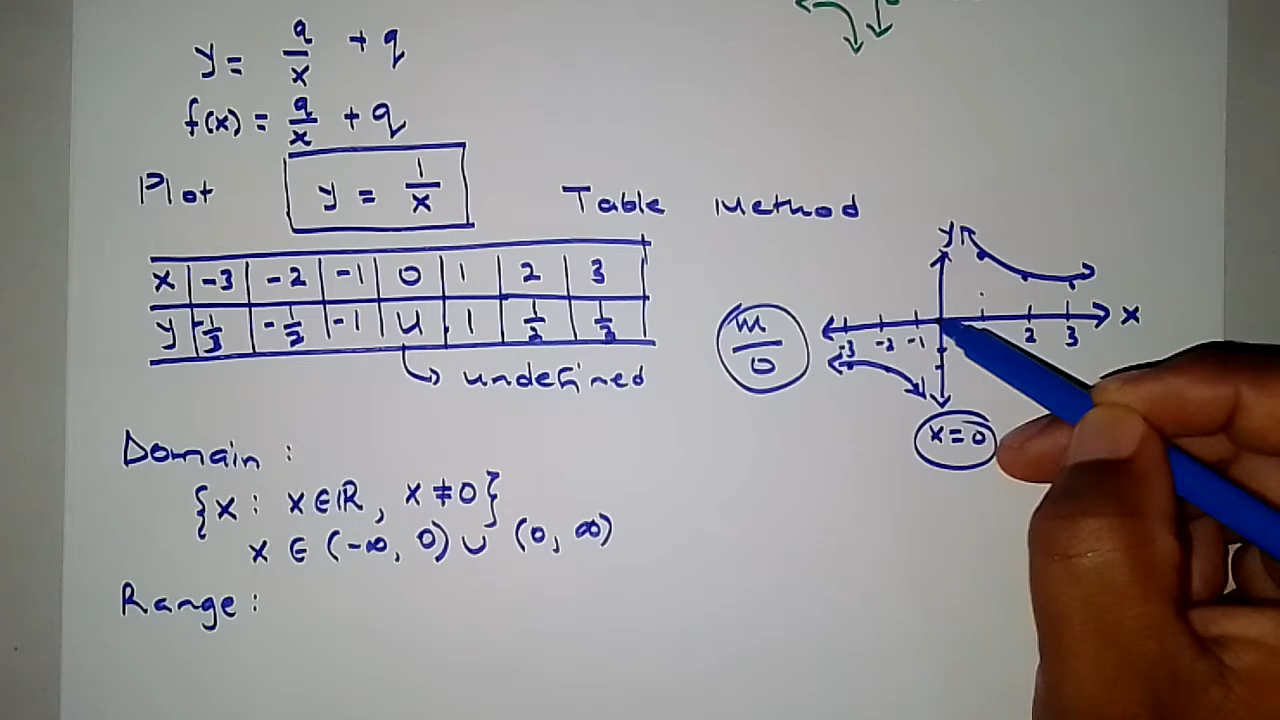 y = a/x + q
f(x) = a/x + q
Plot y = 1/x Table Method
x -3 -2 -1 0 1 2 3
y -1/3 -1/2 -1 u 1 1/2 1/3
undefined
m/0
y
x
-3 -2 -1 2 3
x = 0
Domain :
{x : x ∈ ℝ, x ≠ 0}
x ∈ (-∞, 0) ∪ (0, ∞)
Range :